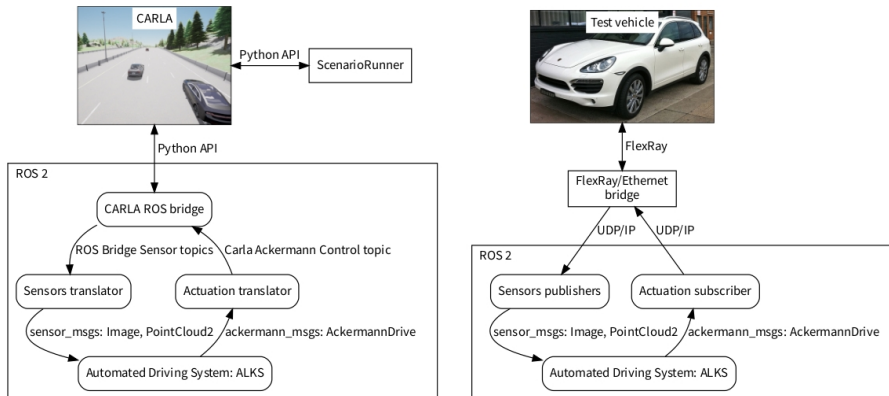 CARLA
Python API
ScenarioRunner
Python API
ROS 2
CARLA ROS bridge
ROS Bridge Sensor topics
Carla Ackermann Control topic
Sensors translator
Actuation translator
sensor_msgs: Image, PointCloud2
ackermann_msgs: AckermannDrive
Automated Driving System: ALKS
Test vehicle
FlexRay
FlexRay/Ethernet
bridge
UDP/IP
UDP/IP
ROS 2
Sensors publishers
Actuation subscriber
sensor_msgs: Image, PointCloud2
ackermann_msgs: AckermannDrive
Automated Driving System: ALKS